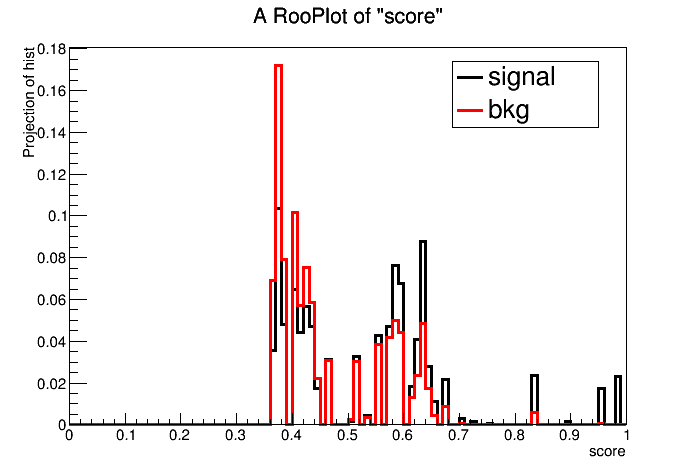 A RooPlot of "score"
Projection of hist
0.18
0.16
0.14
0.12
0.1
0.08
0.06
0.04
0.02
0
signal
bkg
0 0.1 0.2 0.3 0.4 0.5 0.6 0.7 0.8 0.9 1
score